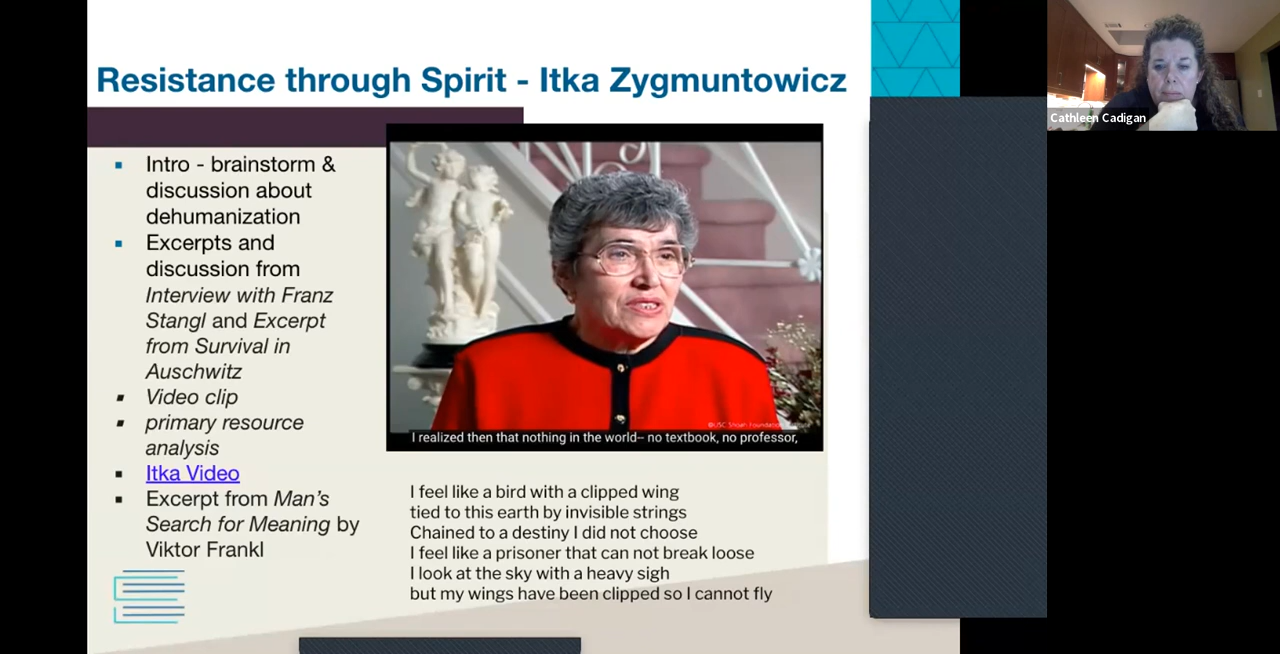 Resistance through Spirit - Itka Zygmuntowicz
Cathleen Cadigan
Intro - brainstorm &
discussion about
dehumanization
Excerpts and
discussion from
Interview with Franz
Stangl and Excerpt
from Survival in
Auschwitz
Video clip
primary resource
analysis
Itka Video
Excerpt from Man's
Search for Meaning by
Viktor Frankl
©USC Shoah Foundation
I realized then that nothing in the world-- no textbook, no professor,
I feel like a bird with a clipped wing
tied to this earth by invisible strings
Chained to a destiny I did not choose
I feel like a prisoner that can not break loose
I look at the sky with a heavy sigh
but my wings have been clipped so I cannot fly